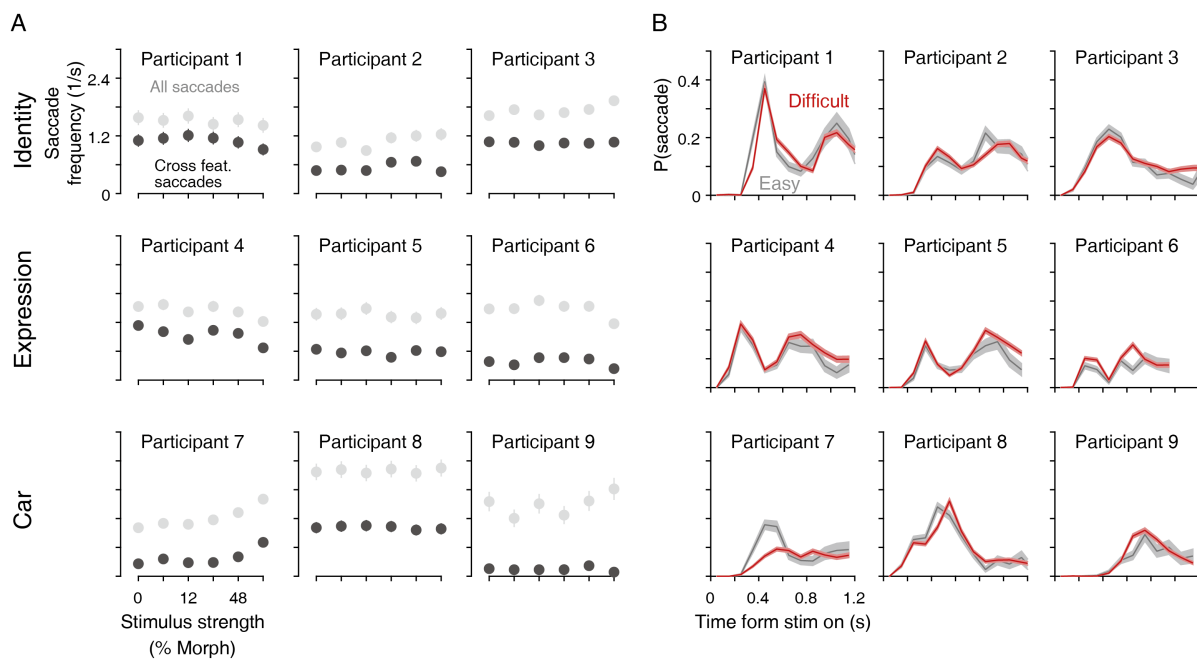 A
B
Identity
Saccade
frequency (1/s)
2.4
1.2
0
Participant 1
All saccades
Cross feat.
saccades
Participant 2
Participant 3
P(saccade)
0.4
0.2
0
Participant 1
Difficult
Easy
Participant 2
Participant 3
Expression
Participant 4
Participant 5
Participant 6
Participant 4
Participant 5
Participant 6
Car
Participant 7
Participant 8
Participant 9
Participant 7
Participant 8
Participant 9
0 12 48
Stimulus strength
(% Morph)
0 0.4 0.8 1.2
Time form stim on (s)